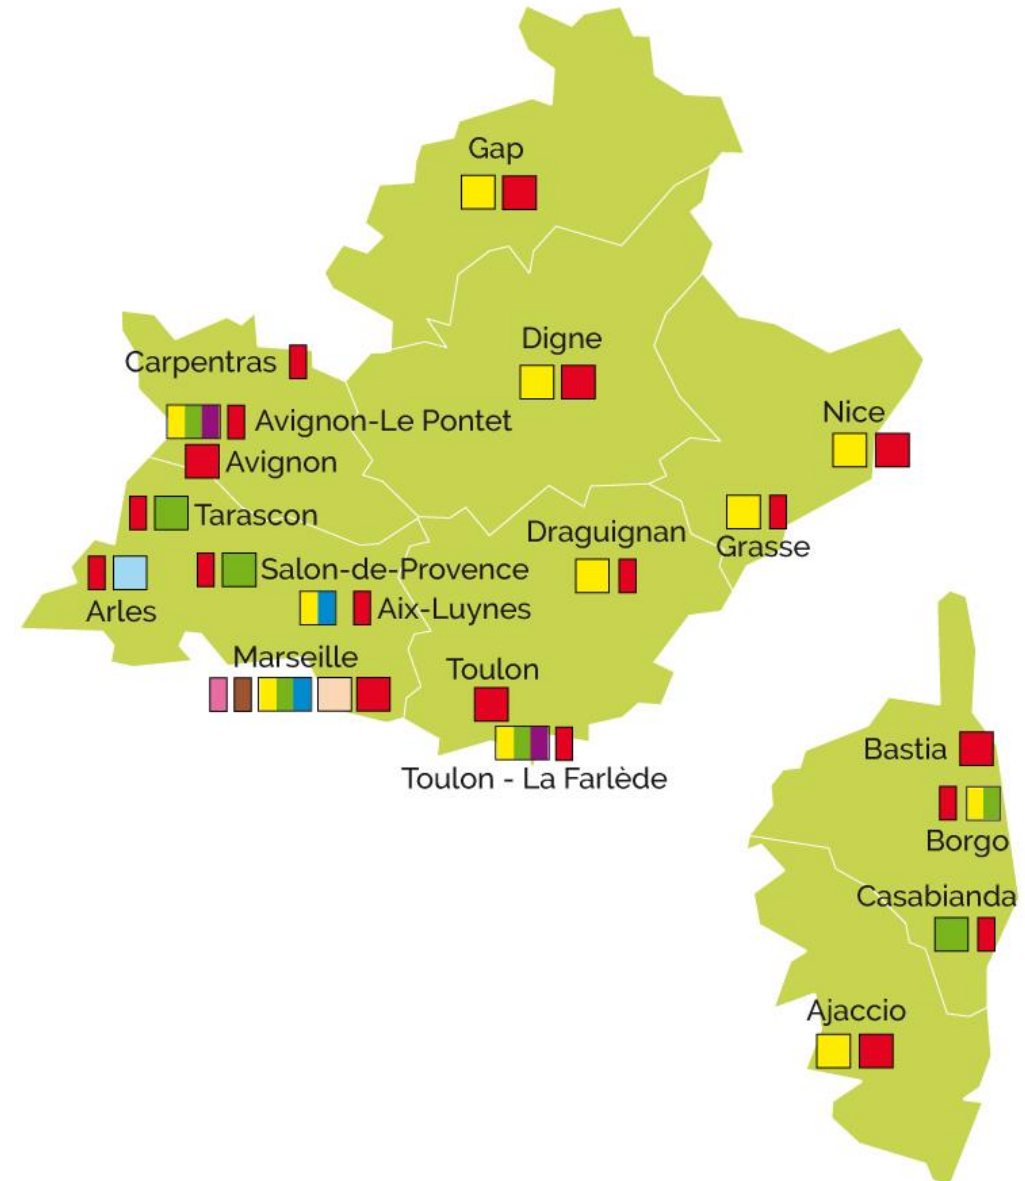 Gap
Digne
Carpentras
Nice
Avignon-Le Pontet
Avignon
Tarascon
Draguignan
Grasse
Salon-de-Provence
Arles
Aix-Luynes
Marseille
Toulon
Toulon - La Farlède
Bastia
Borgo
Casabianda
Ajaccio